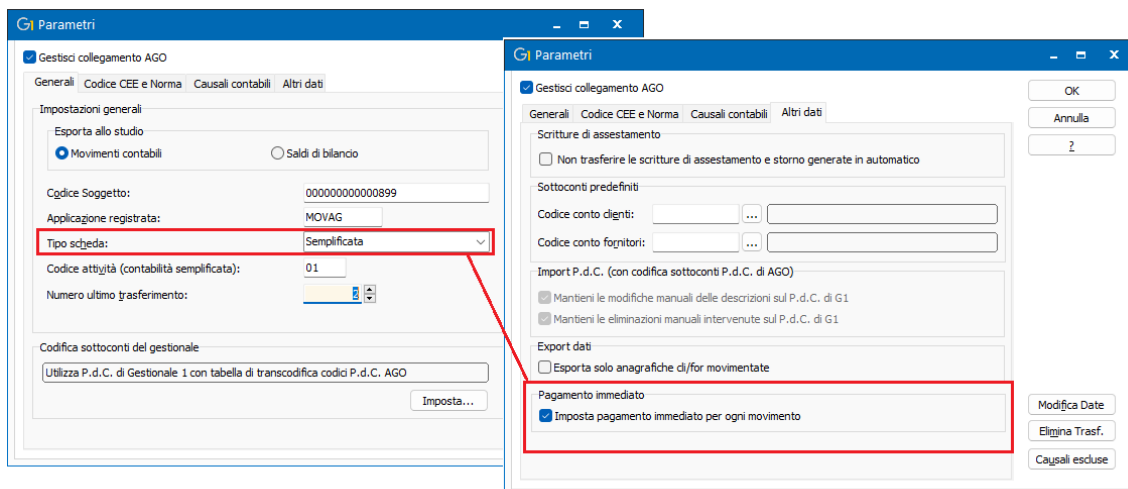 G1 Parametri
Gestisci collegamento AGO
Generali Codice CEE e Norma Causali contabili Altri dati
Impostazioni generali
Esporta allo studio
Movimenti contabili Saldi di bilancio
Codice Soggetto: 000000000000899
Applicazione registrata: MOVAG
Tipo scheda: Semplificata
Codice attività (contabilità semplificata): 01
Numero ultimo trasferimento: 2
Codifica sottoconti del gestionale
Utilizza P.d.C. di Gestionale 1 con tabella di transcodifica codici P.d.C. AGO
Imposta...
G1 Parametri
Gestisci collegamento AGO
Generali Codice CEE e Norma Causali contabili Altri dati
Scritture di assestamento
Non trasferire le scritture di assestamento e storno generate in automatico
Sottoconti predefiniti
Codice conto clienti: ...
Codice conto fornitori: ...
Import P.d.C. (con codifica sottoconti P.d.C. di AGO)
Mantieni le modifiche manuali delle descrizioni sul P.d.C. di G1
Mantieni le eliminazioni manuali intervenute sul P.d.C. di G1
Export dati
Esporta solo anagrafiche cli/for movimentate
Pagamento immediato
Imposta pagamento immediato per ogni movimento
OK
Annulla
?
Modifica Date
Elimina Trasf.
Causali escluse